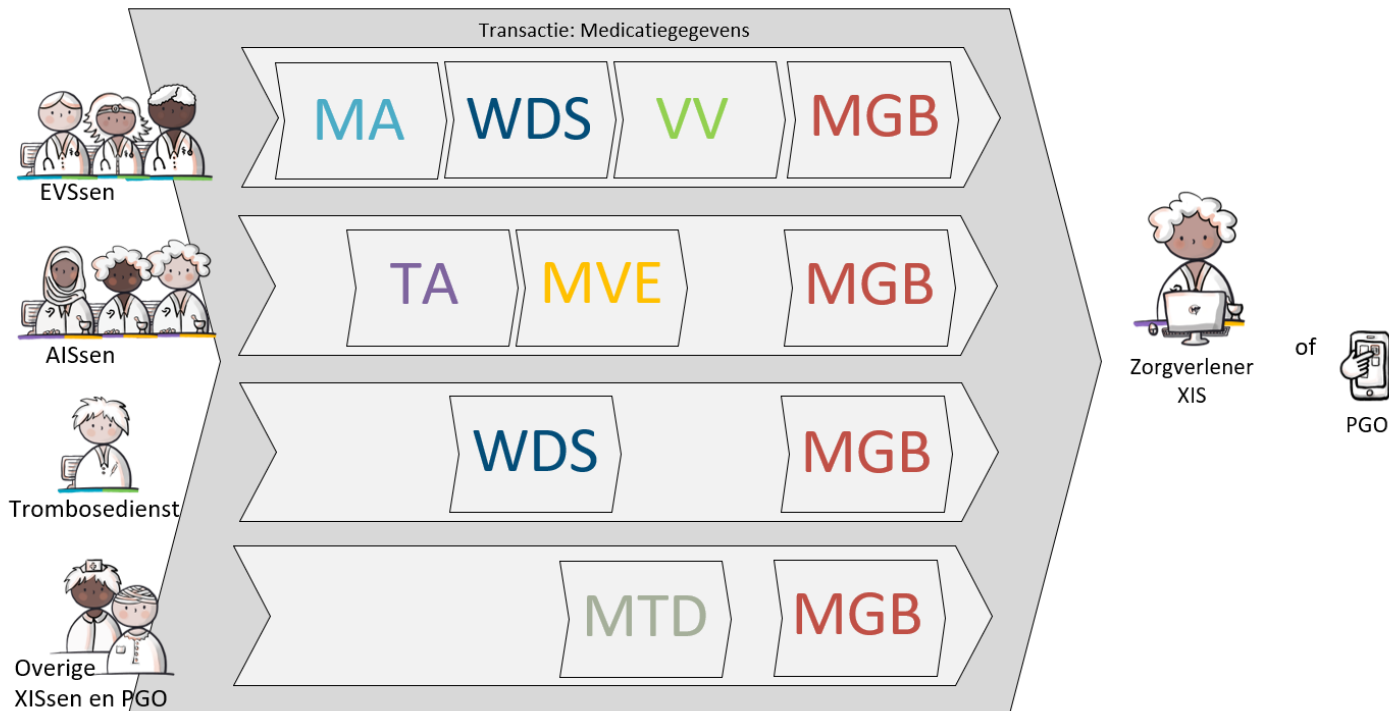 Transactie: Medicatiegegevens
MA WDS VV MGB
EVSsen
TA MVE MGB
AISsen
Zorgverlener
XIS
of
PGO
WDS MGB
Trombosedienst
MTD MGB
Overige
XISsen en PGO